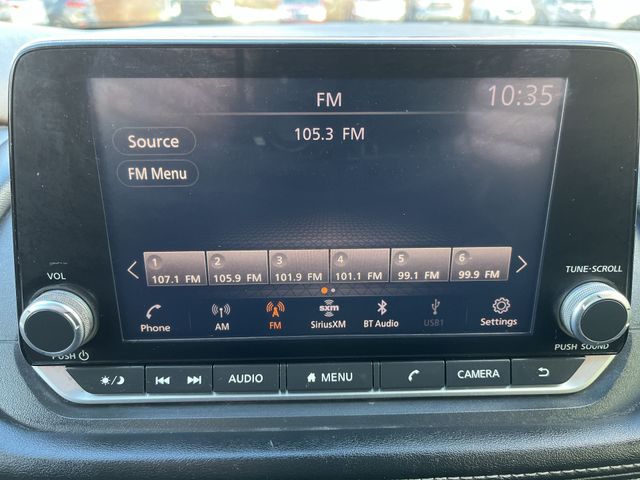 FM
10:35
105.3 FM
Source
FM Menu
1 2 3 4 5 6
107.1 FM 105.9 FM 101.9 FM 101.1 FM 99.1 FM 99.9 FM
Phone AM FM sxm SiriusXM BT Audio USB1 Settings
VOL
PUSH
TUNE·SCROLL
PUSH SOUND
AUDIO MENU CAMERA